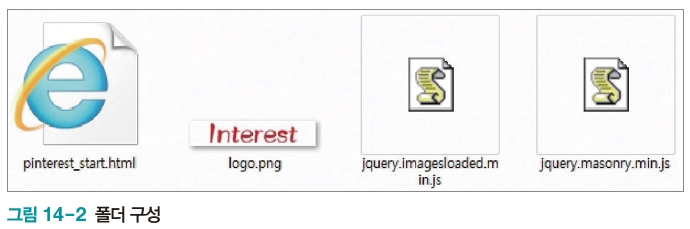 Interest
pinterest_start.html
logo.png
jquery.imagesloaded.m
in.js
jquery.masonry.min.js
그림 14-2 폴더 구성